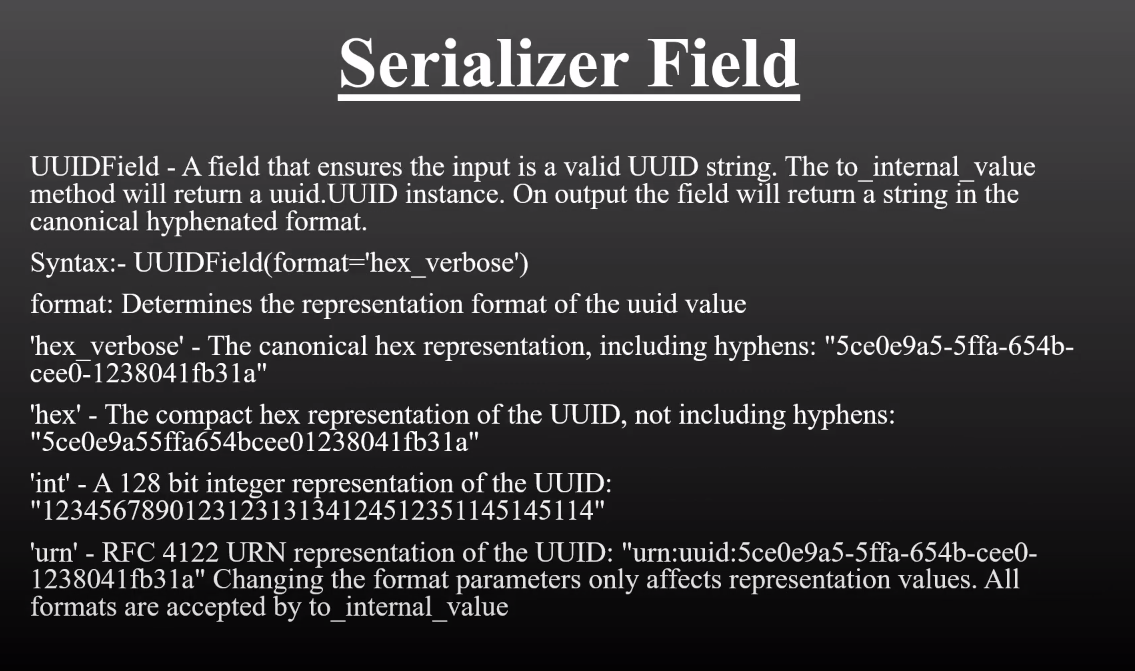 Serializer Field
UUIDField - A field that ensures the input is a valid UUID string. The to_internal_value
method will return a uuid.UUID instance. On output the field will return a string in the
canonical hyphenated format.
Syntax:- UUIDField(format='hex_verbose')
format: Determines the representation format of the uuid value
'hex_verbose' - The canonical hex representation, including hyphens: "5ce0e9a5-5ffa-654b-
cee0-1238041fb31a"
'hex' - The compact hex representation of the UUID, not including hyphens:
"5ce0e9a55ffa654bcee01238041fb31a"
'int' - A 128 bit integer representation of the UUID:
"123456789012312313134124512351145145114"
'urn' - RFC 4122 URN representation of the UUID: "urn:uuid:5ce0e9a5-5ffa-654b-cee0-
1238041fb31a" Changing the format parameters only affects representation values. All
formats are accepted by to_internal_value